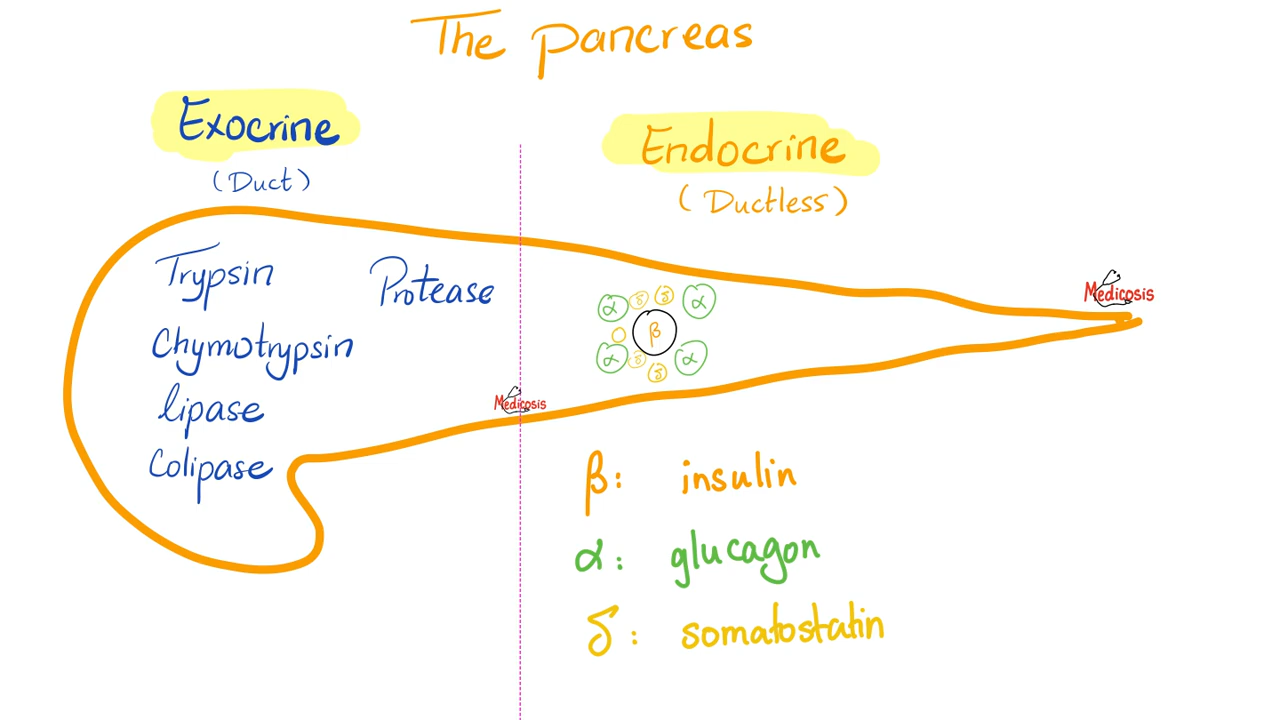 The pancreas
Exocrine
(Duct)
Endocrine
(Ductless)
Trypsin
Protease
Chymotrypsin
lipase
Colipase
α δ δ α
β
α δ α
δ
Medicosis
Medicosis
β: insulin
α: glucagon
δ: somatostatin